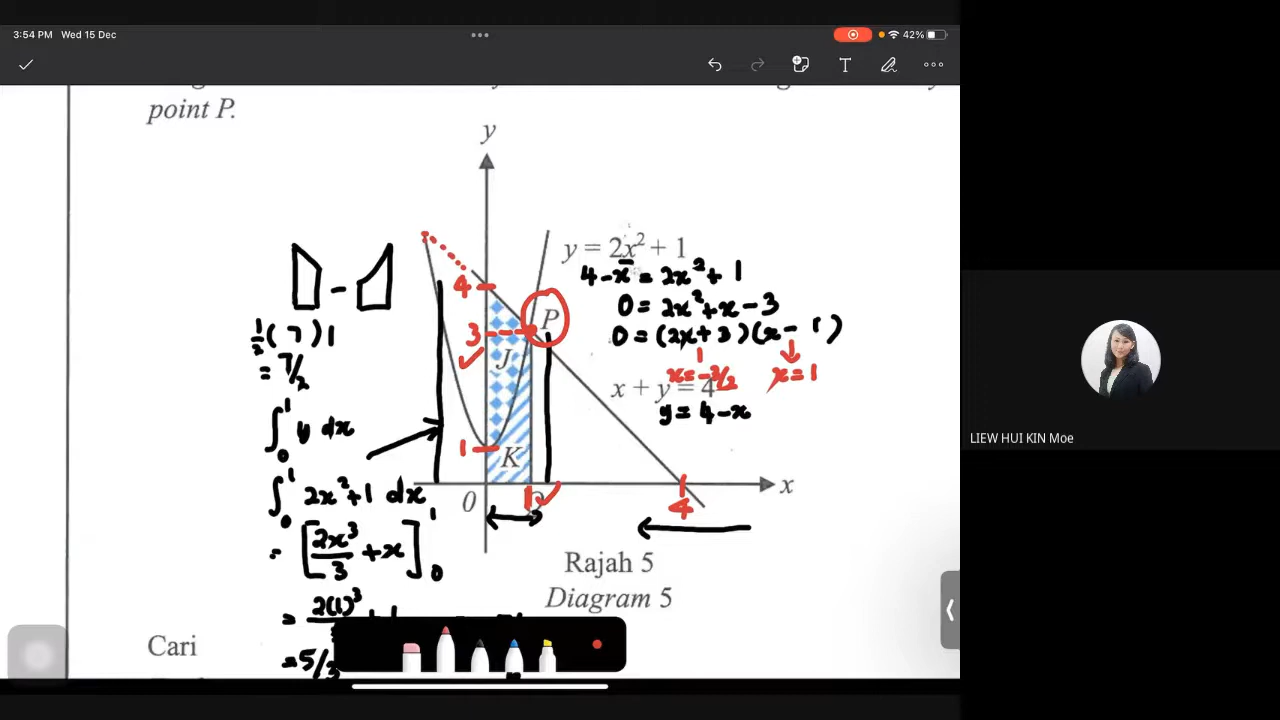 3:54 PM Wed 15 Dec
42%
point P.
y
y = 2x² + 1
4-x = 2x² + 1
0 = 2x² + x - 3
0 = (2x + 3)(x - 1)
x = -3/2 x = 1
x + y = 4
y = 4 - x
4
3
P
J
1
K
0
1
4
x
-
1/2 (7) 1
= 7/2
∫₀¹ y dx
∫₀¹ 2x²+1 dx
= [2x³/3 + x]₀¹
= 2(1)³
= 5/3
Rajah 5
Diagram 5
Cari
LIEW HUI KIN Moe